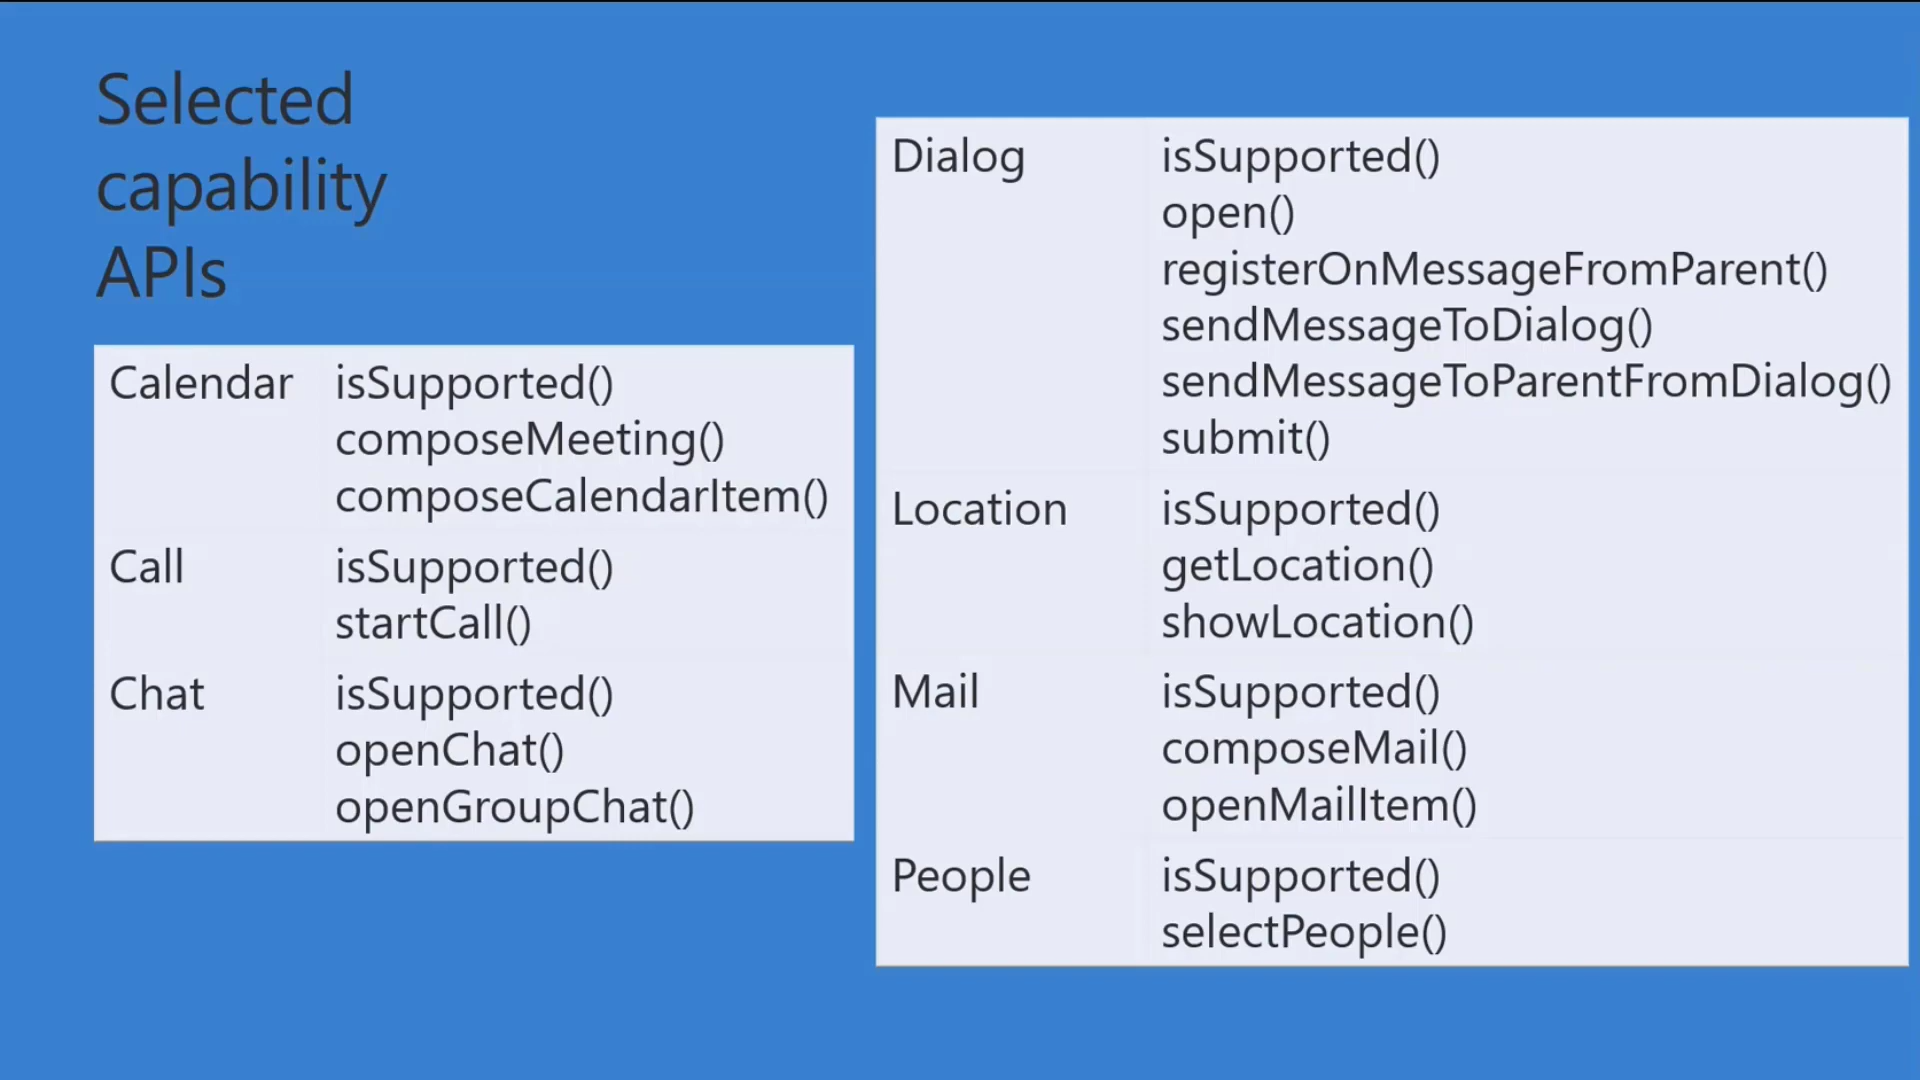 Selected
capability
APIs
Calendar isSupported()
composeMeeting()
composeCalendarItem()
Call isSupported()
startCall()
Chat isSupported()
openChat()
openGroupChat()
Dialog isSupported()
open()
registerOnMessageFromParent()
sendMessageToDialog()
sendMessageToParentFromDialog()
submit()
Location isSupported()
getLocation()
showLocation()
Mail isSupported()
composeMail()
openMailItem()
People isSupported()
selectPeople()